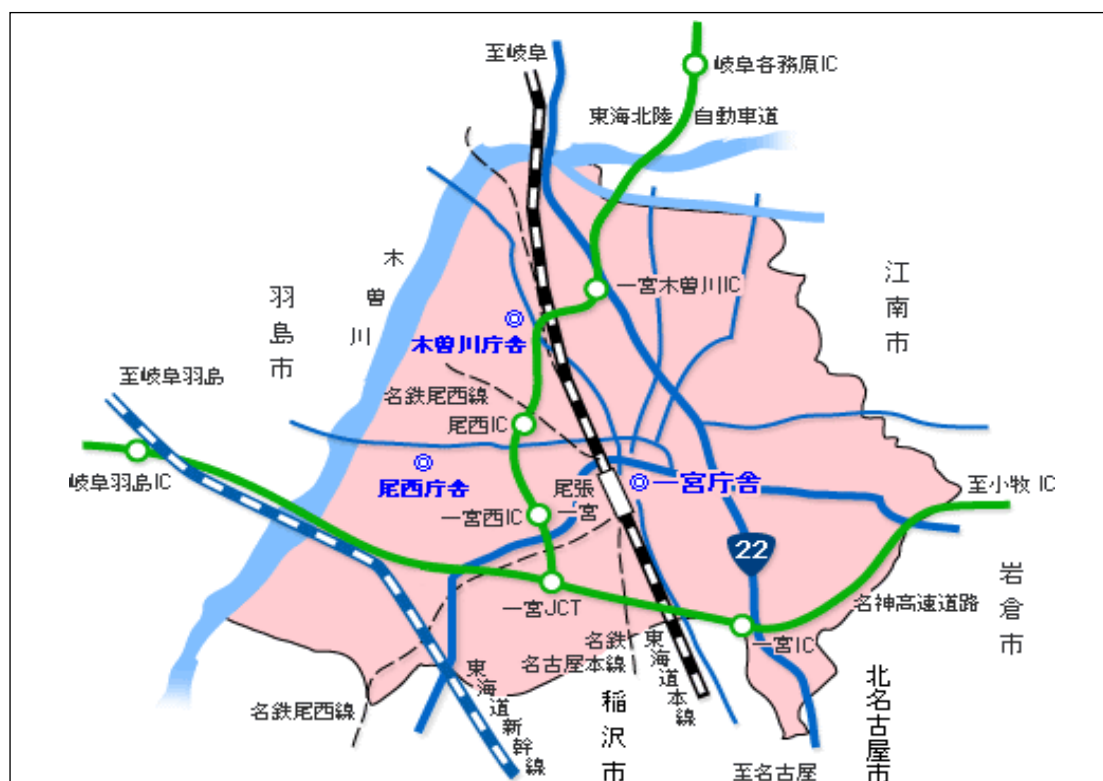 至岐阜
岐阜各務原IC
東海北陸
自動車道
木曽川
羽島市
江南市
一宮木曽川IC
木曽川庁舎
至岐阜羽島
名鉄尾西線
尾西IC
岐阜羽島IC
尾西庁舎
尾張
一宮
一宮庁舎
至小牧IC
一宮西IC
22
岩倉市
一宮JCT
名神高速道路
一宮IC
名鉄
名古屋本線
東海道本線
東海道新幹線
名鉄尾西線
稲沢市
北名古屋市
至名古屋